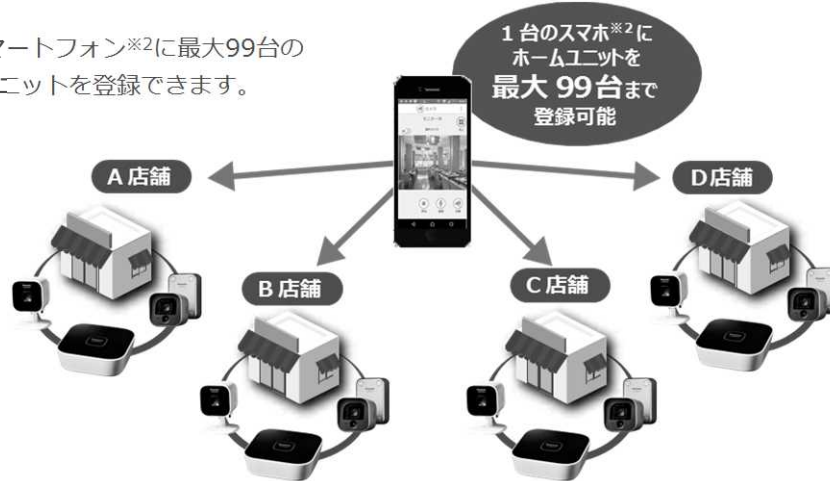 マートフォン※2に最大99台の
ニットを登録できます。
1台のスマホ※2に
ホームユニットを
最大 99台まで
登録可能
A店舗
D店舗
B店舗
C店舗